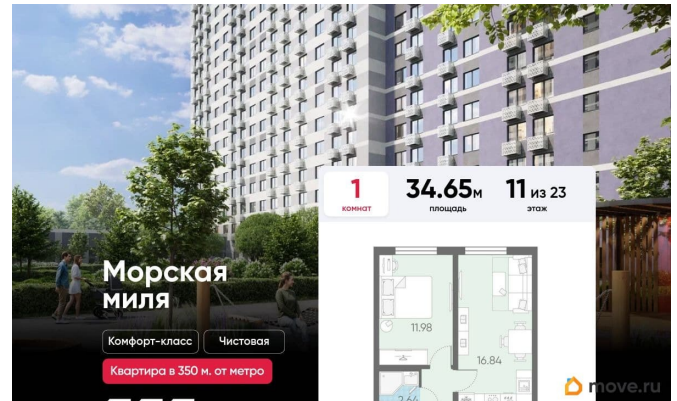 1
комнат
34.65м
площадь
11 из 23
этаж
Морская
миля
Комфорт-класс
Чистовая
Квартира в 350 м. от метро
11.98
16.84
move.ru